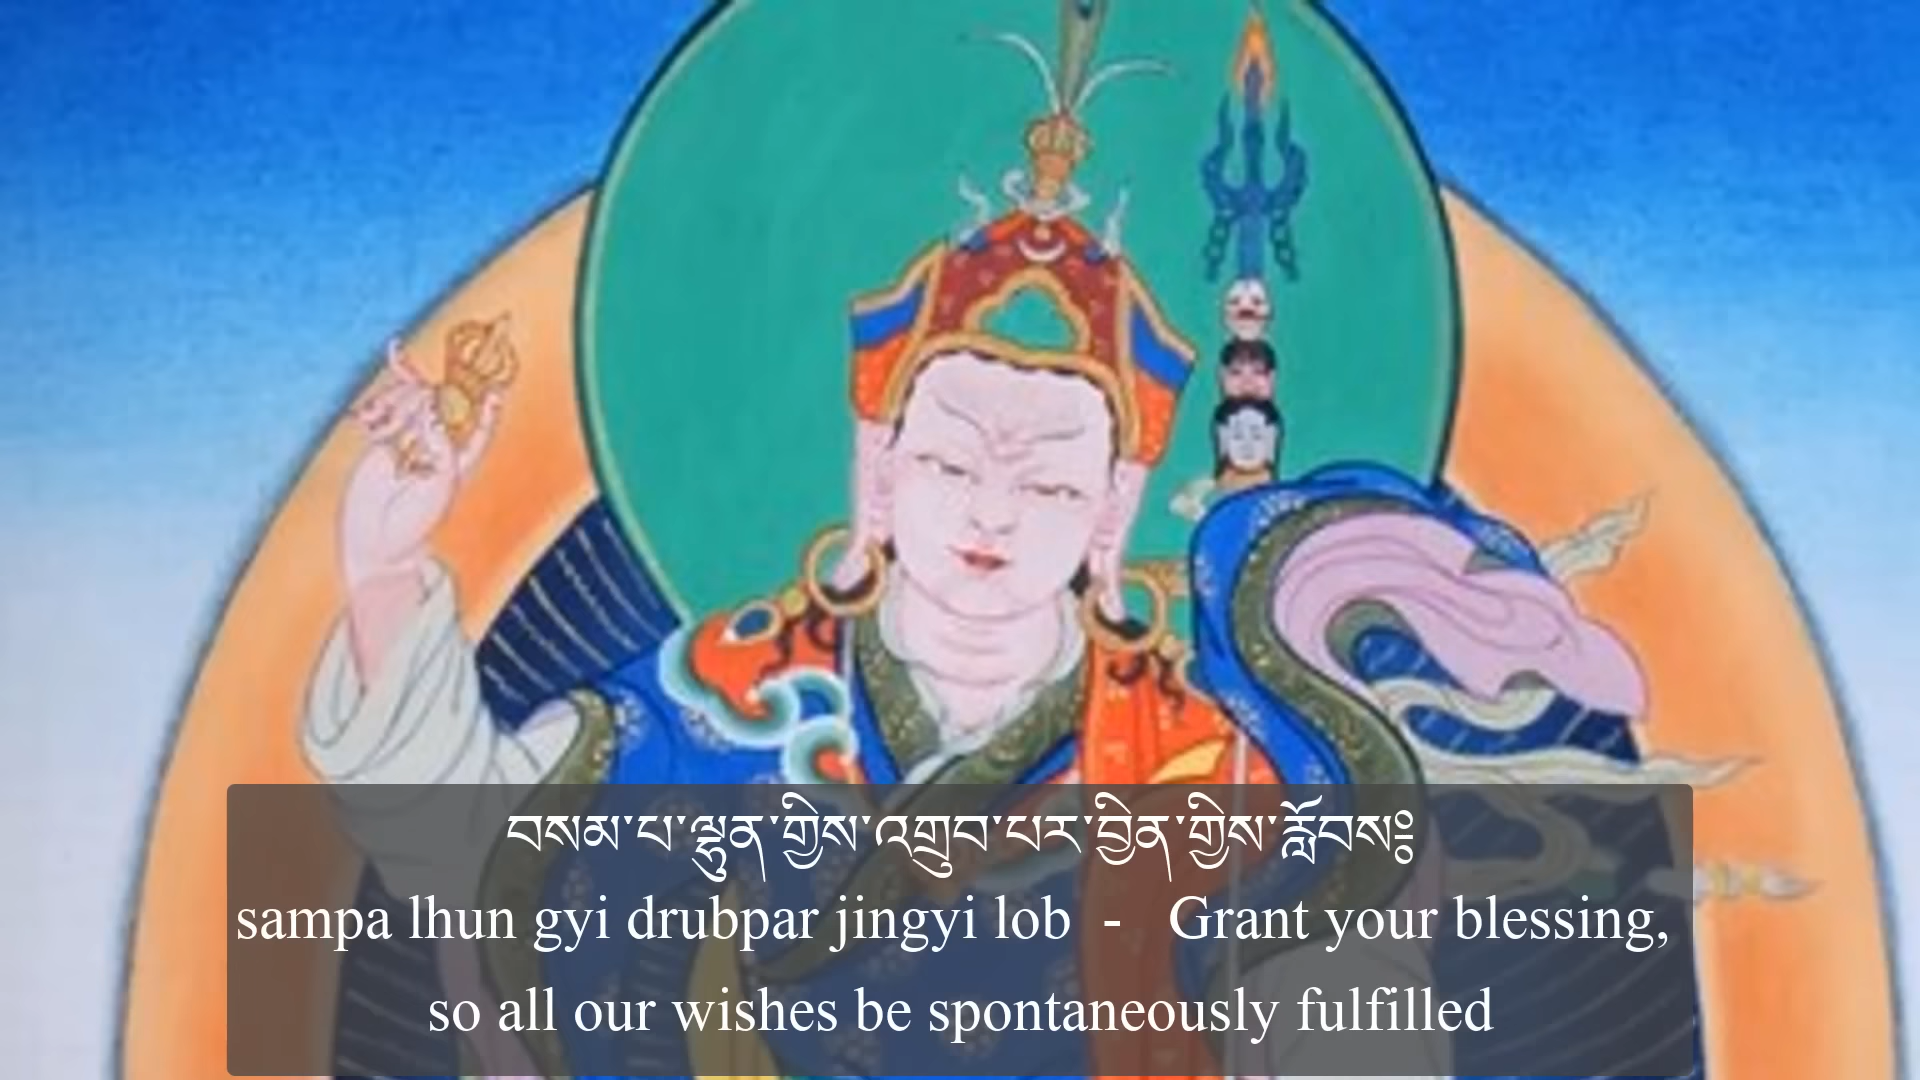 བསམ་པ་ལྷུན་གྱིས་འགྲུབ་པར་བྱིན་གྱིས་རློབས༔
sampa lhun gyi drubpar jingyi lob - Grant your blessing,
so all our wishes be spontaneously fulfilled